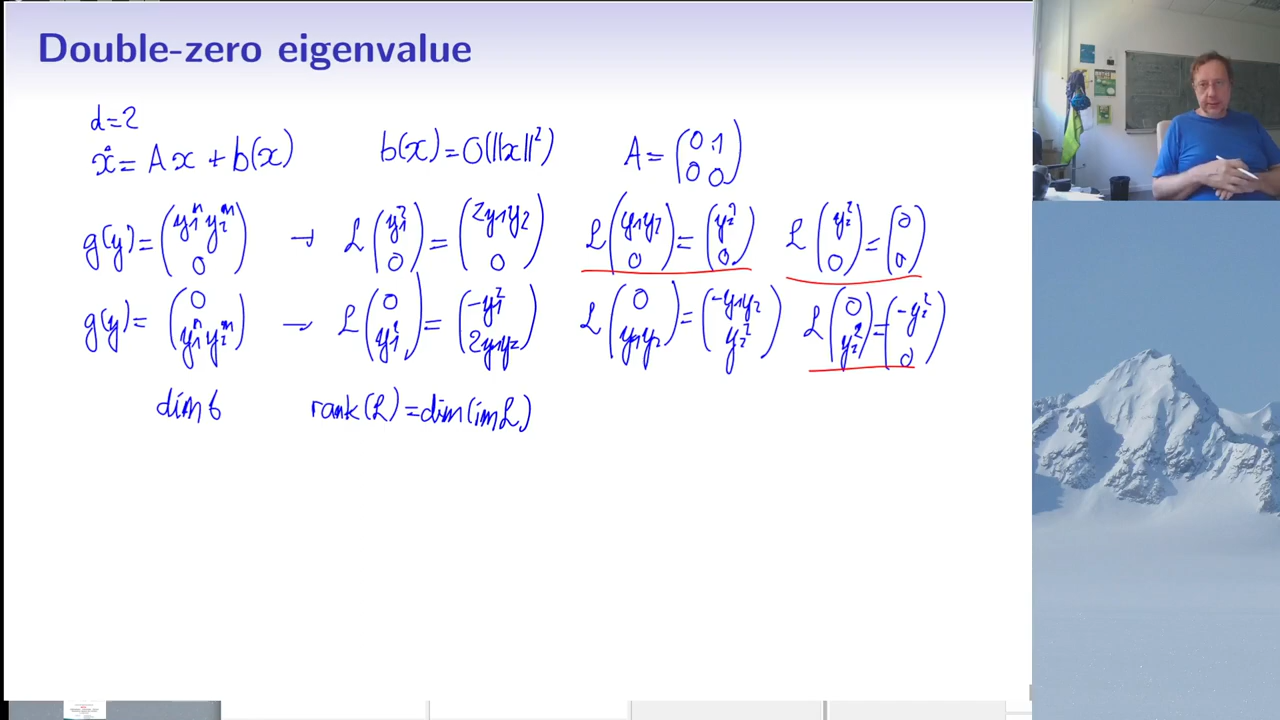 Double-zero eigenvalue
d=2
ẋ = Ax + b(x)    b(x) = O(||x||²)    A = (0 1; 0 0)
g(y) = (y₁ⁿ y₂ᵐ; 0) → ℒ(y₁²; 0) = (2y₁y₂; 0)    ℒ(y₁y₂; 0) = (y₂²; 0)    ℒ(y₂²; 0) = (0; 0)
g(y) = (0; y₁ⁿ y₂ᵐ) → ℒ(0; y₁²) = (-y₁²; 2y₁y₂)    ℒ(0; y₁y₂) = (-y₁y₂; y₂²)    ℒ(0; y₂²) = (-y₂²; 0)
dim 6    rank(ℒ) = dim(im ℒ)